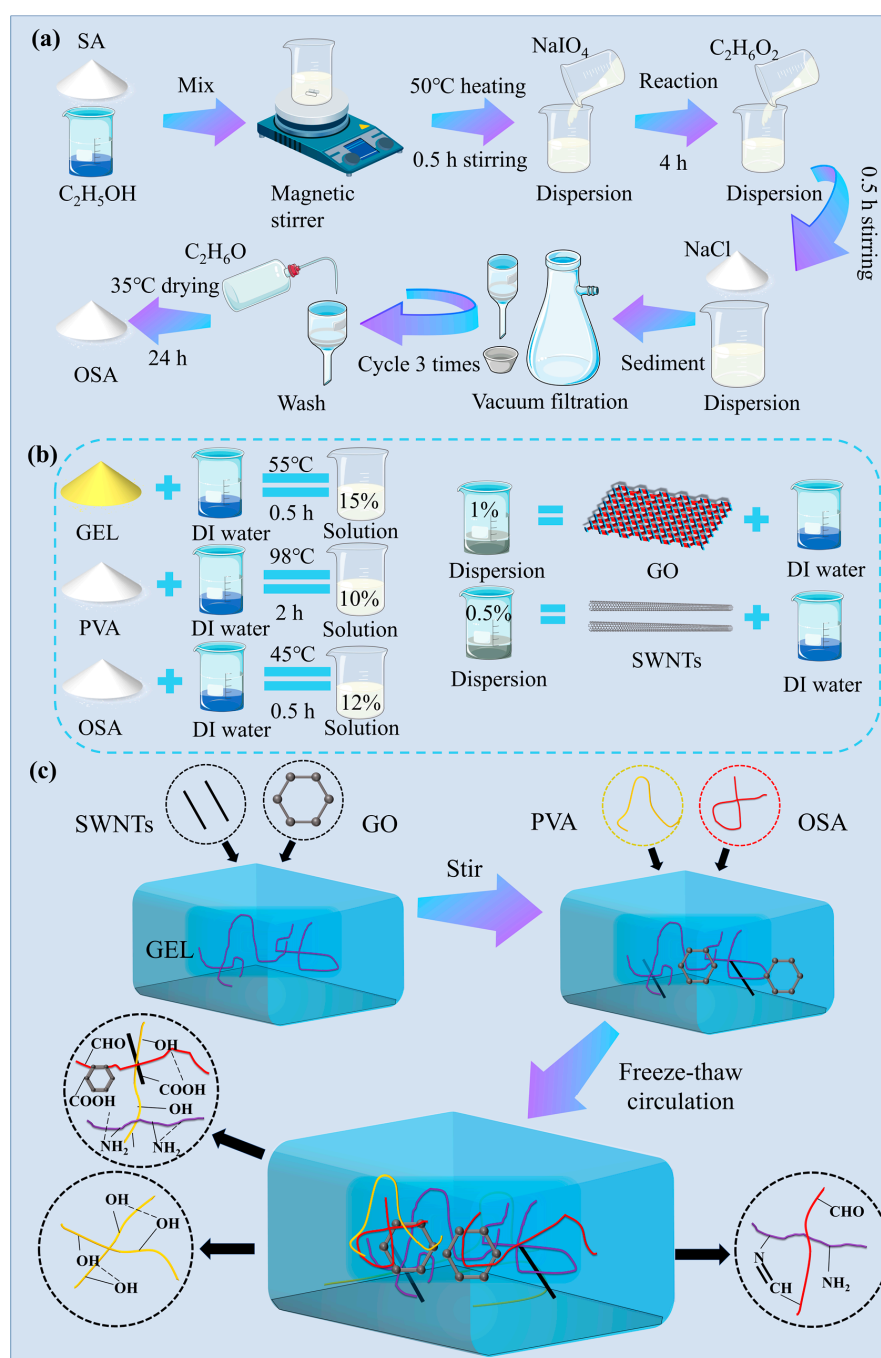 (a)
SA
C₂H₅OH
Mix
Magnetic
stirrer
50℃ heating
0.5 h stirring
NaIO₄
Dispersion
Reaction
4 h
C₂H₆O₂
Dispersion
0.5 h stirring
NaCl
Dispersion
Sediment
Vacuum filtration
Cycle 3 times
C₂H₆O
Wash
35℃ drying
24 h
OSA
(b)
GEL
DI water
55℃
0.5 h
15%
Solution
PVA
DI water
98℃
2 h
10%
Solution
OSA
DI water
45℃
0.5 h
12%
Solution
1%
Dispersion
GO
DI water
0.5%
Dispersion
SWNTs
DI water
(c)
SWNTs
GO
GEL
Stir
PVA
OSA
Freeze-thaw
circulation
CHO
OH
COOH
COOH
OH
NH₂
NH₂
OH
OH
OH
OH
CHO
N
CH
NH₂